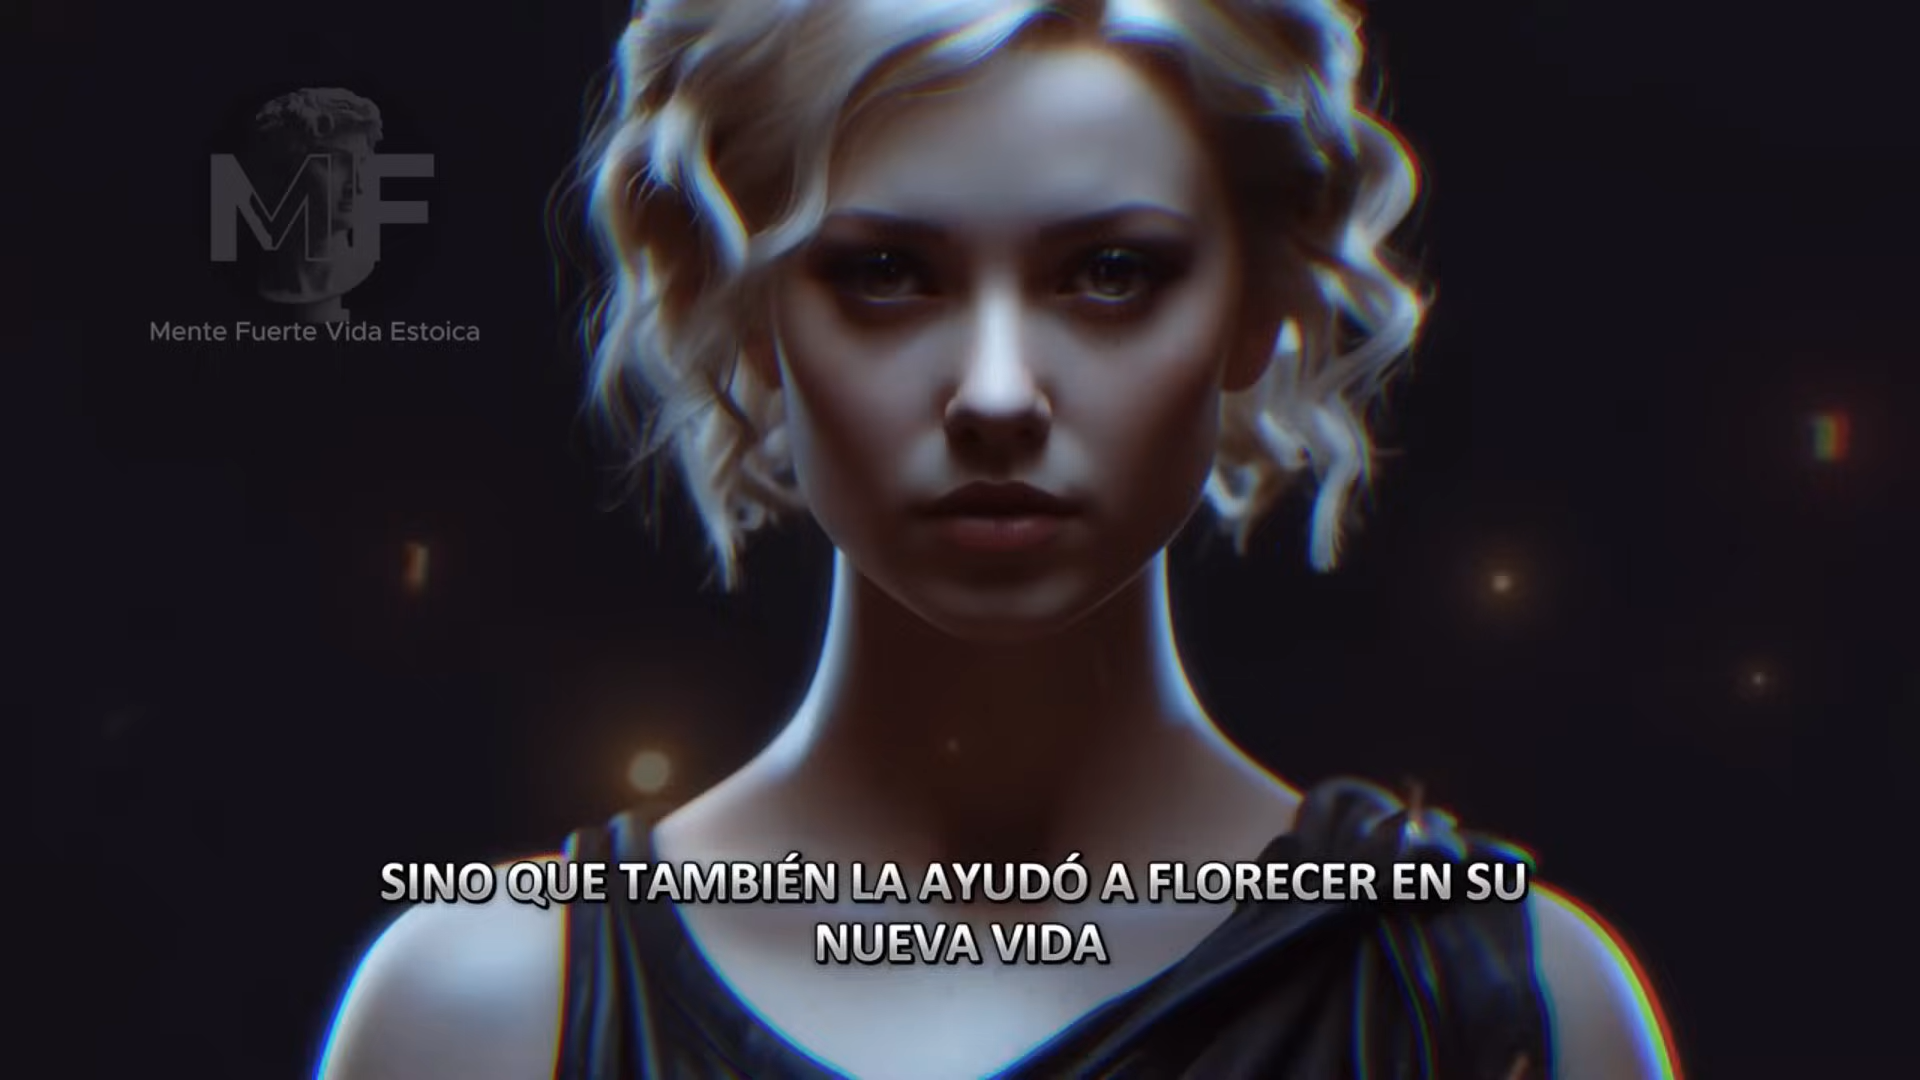 MF
Mente Fuerte Vida Estoica
SINO QUE TAMBIÉN LA AYUDÓ A FLORECER EN SU
NUEVA VIDA